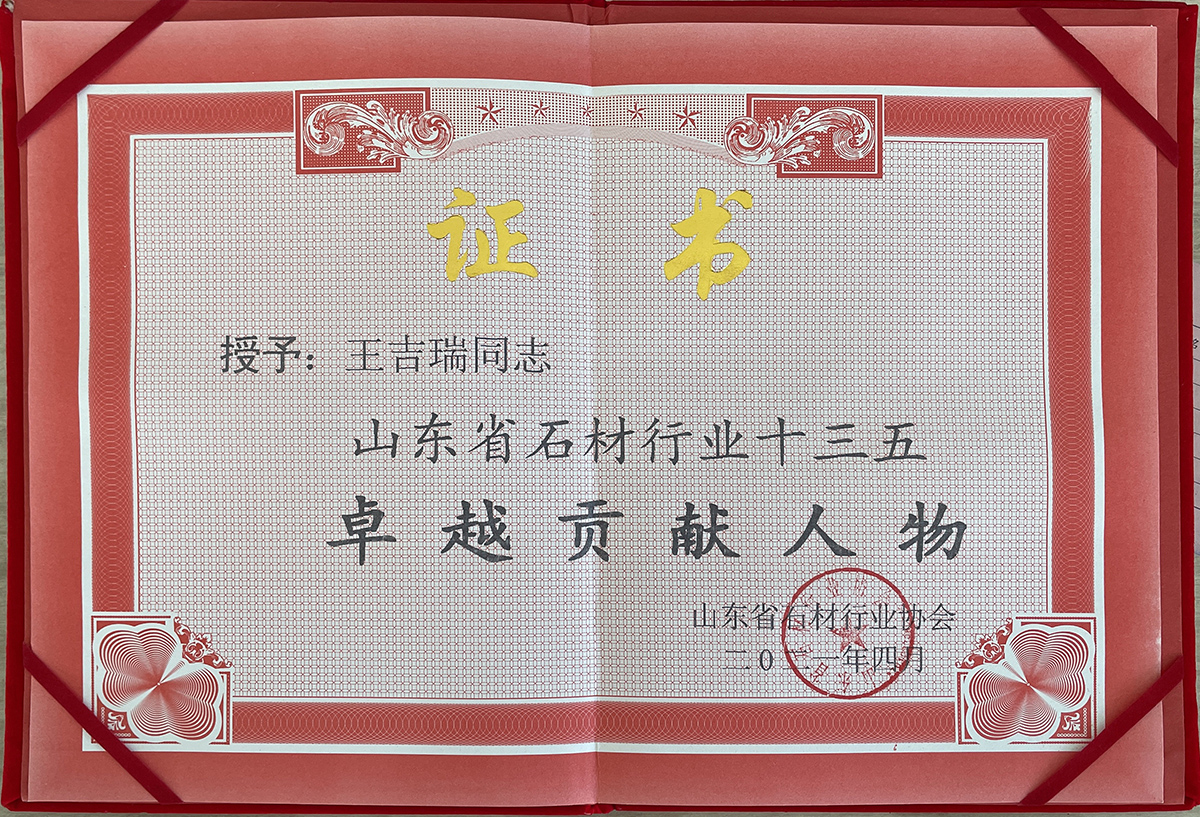 证书
授予：王吉瑞同志
山东省石材行业十三五
卓越贡献人物
山东省石材行业协会
二0二一年四月